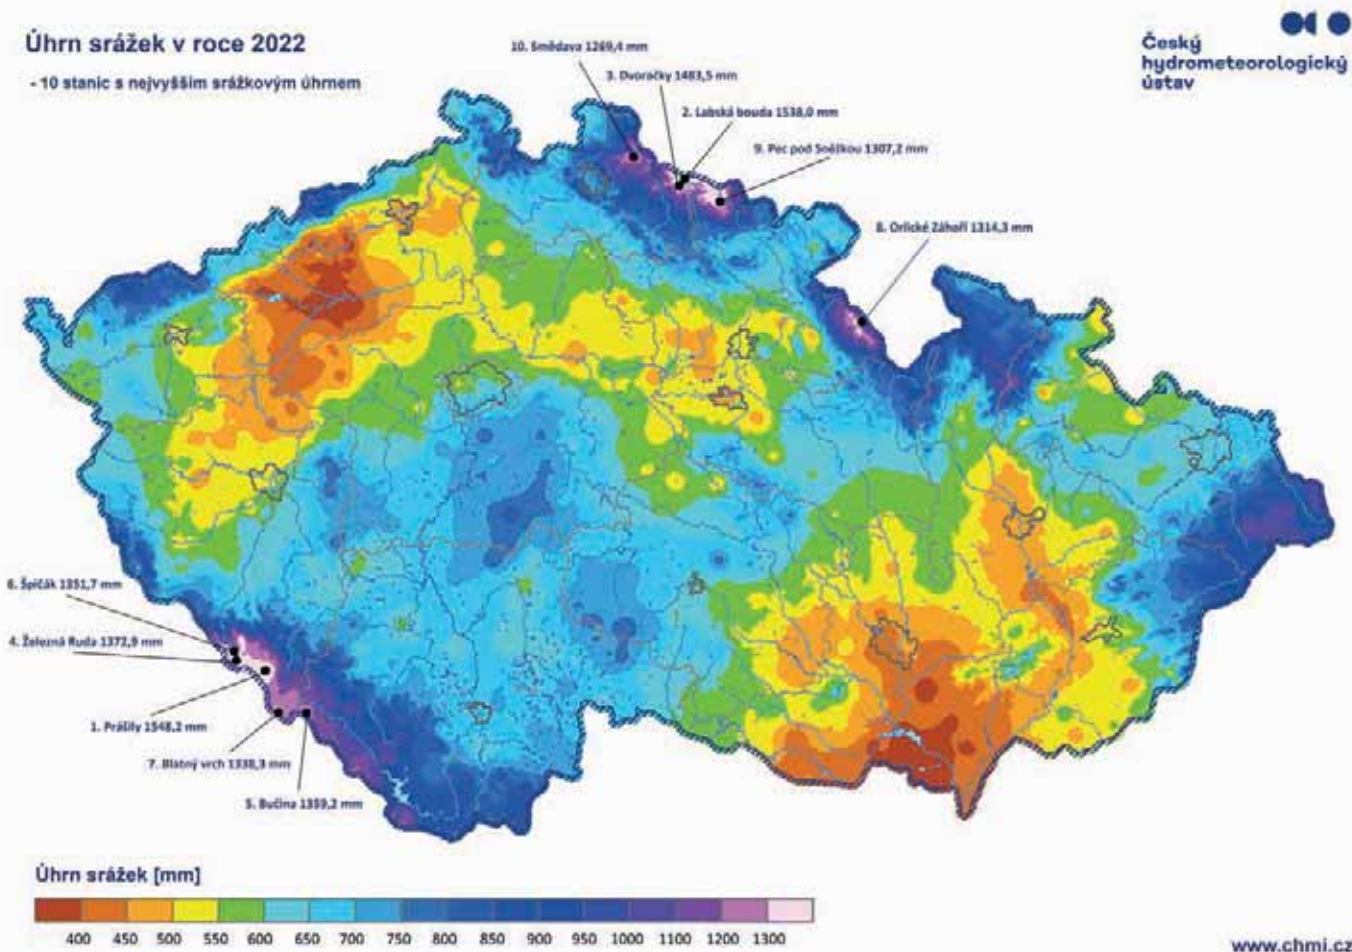 Úhrn srážek v roce 2022
- 10 stanic s nejvyšším srážkovým úhrnem
Český
hydrometeorologický
ústav
10. Smědava 1269,4 mm
3. Dvoračky 1483,5 mm
2. Labská bouda 1538,0 mm
9. Pec pod Sněžkou 1307,2 mm
8. Orlické Záhoří 1314,3 mm
6. Špičák 1351,7 mm
4. Železná Ruda 1372,9 mm
1. Prášily 1548,2 mm
7. Blatný vrch 1338,3 mm
5. Bučina 1359,2 mm
Úhrn srážek [mm]
400 450 500 550 600 650 700 750 800 850 900 950 1000 1100 1200 1300
www.chmi.cz